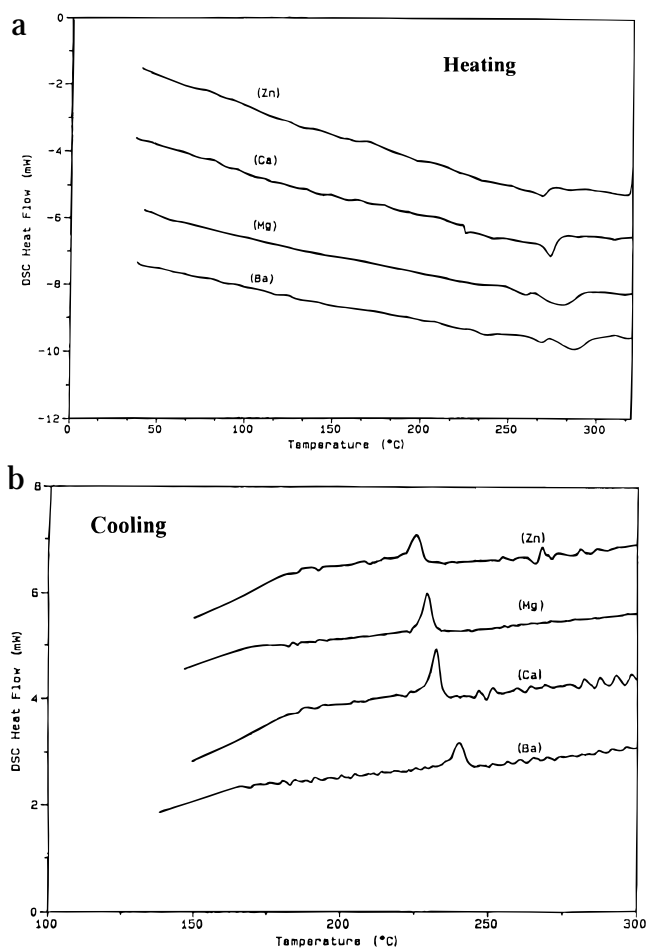 a
0
Heating
-2
(Zn)
-4
(Ca)
-6
(Mg)
-8
(Ba)
-10
-12
DSC Heat Flow (mW)
0 50 100 150 200 250 300
Temperature (°C)
b
8
Cooling
(Zn)
6
(Mg)
4
(Ca)
(Ba)
2
0
DSC Heat Flow (mW)
100 150 200 250 300
Temperature (°C)